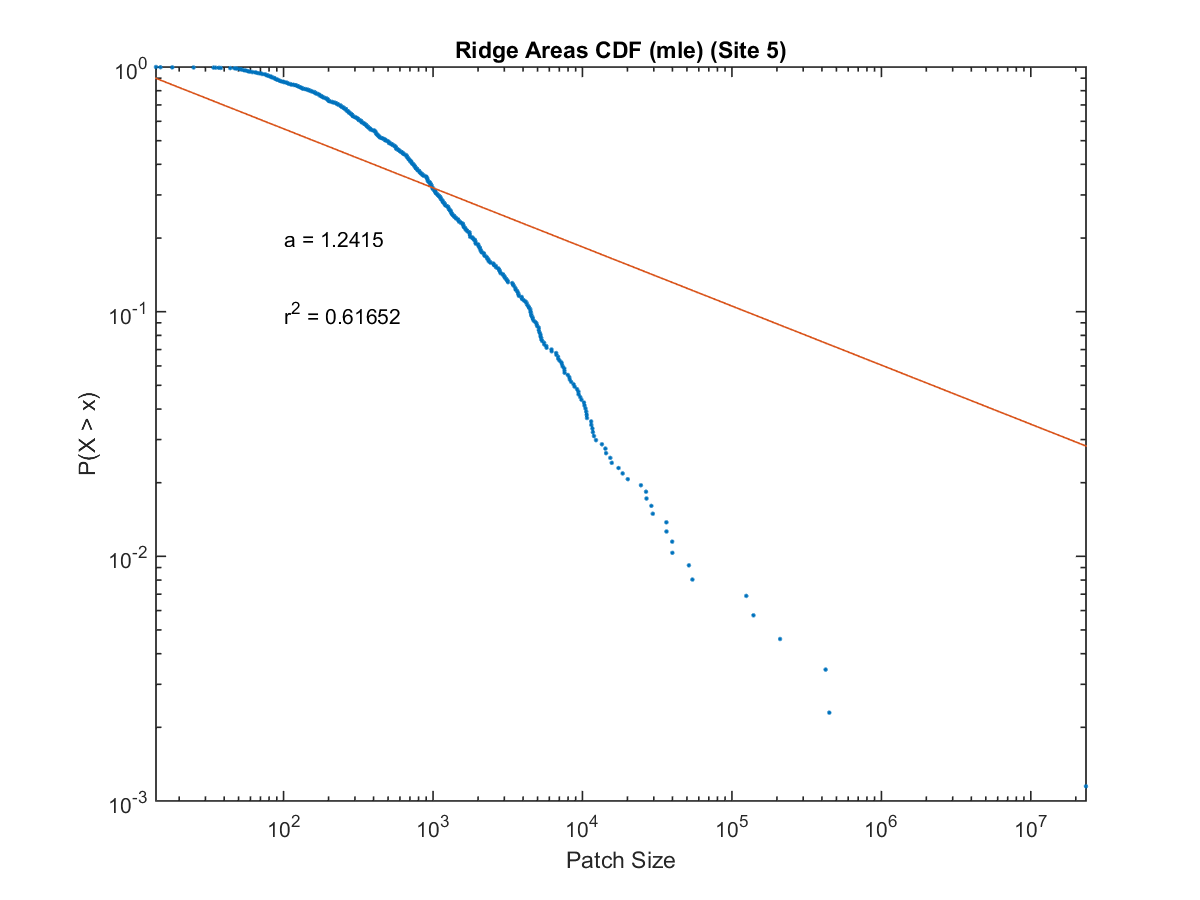 Ridge Areas CDF (mle) (Site 5)
10^0
a = 1.2415
10^-1
r^2 = 0.61652
P(X > x)
10^-2
10^-3
10^2 10^3 10^4 10^5 10^6 10^7
Patch Size